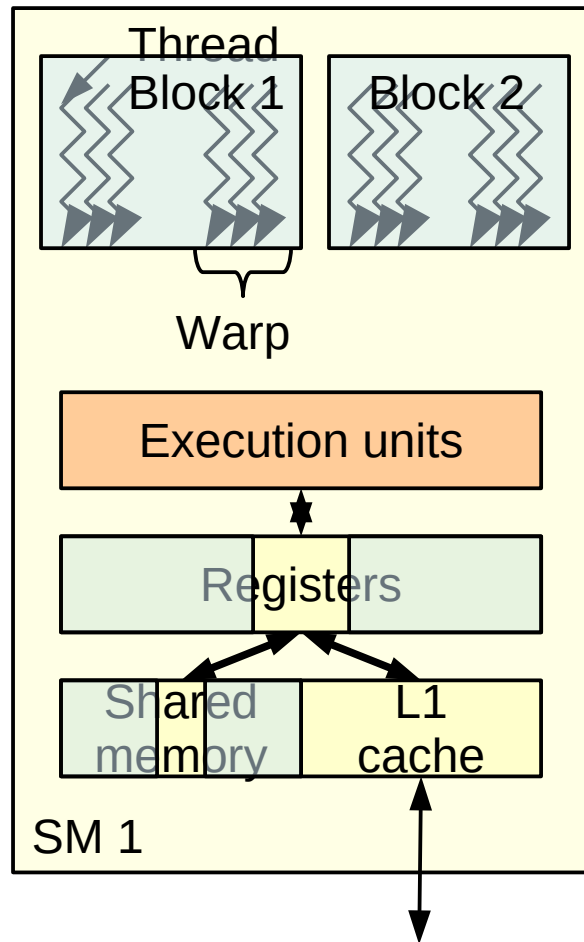 Thread
Block 1
Block 2
Warp
Execution units
Registers
Shared
memory
L1
cache
SM 1